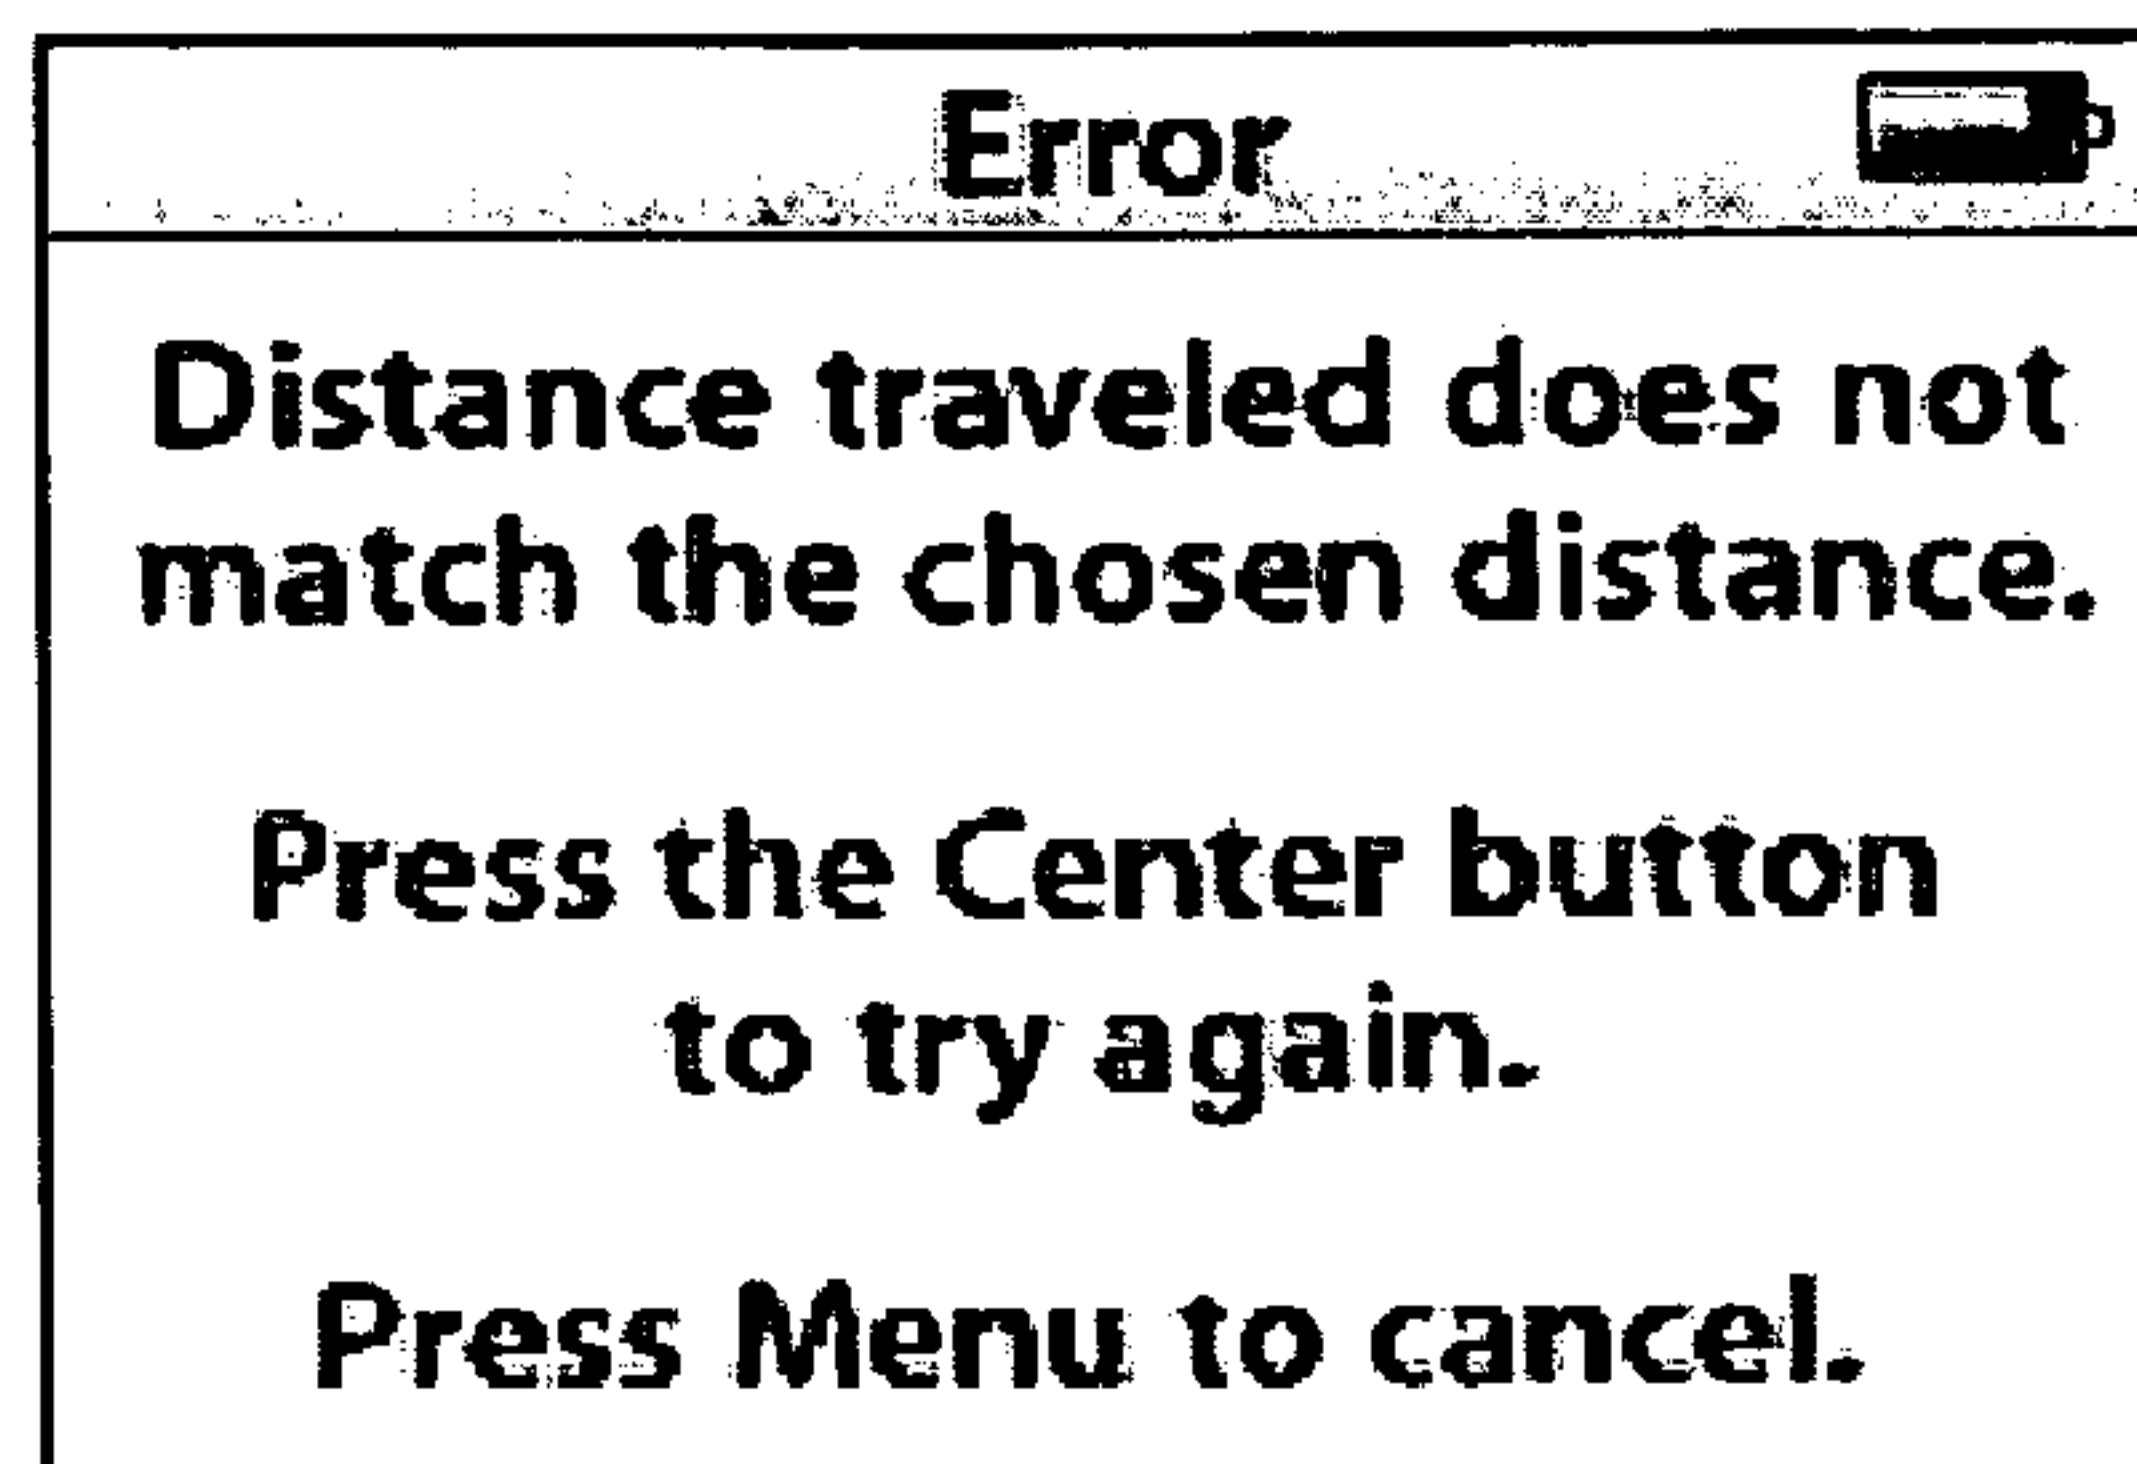 Error
Distance traveled does not
match the chosen distance.
Press the Center button
to try again.
Press Menu to cancel.